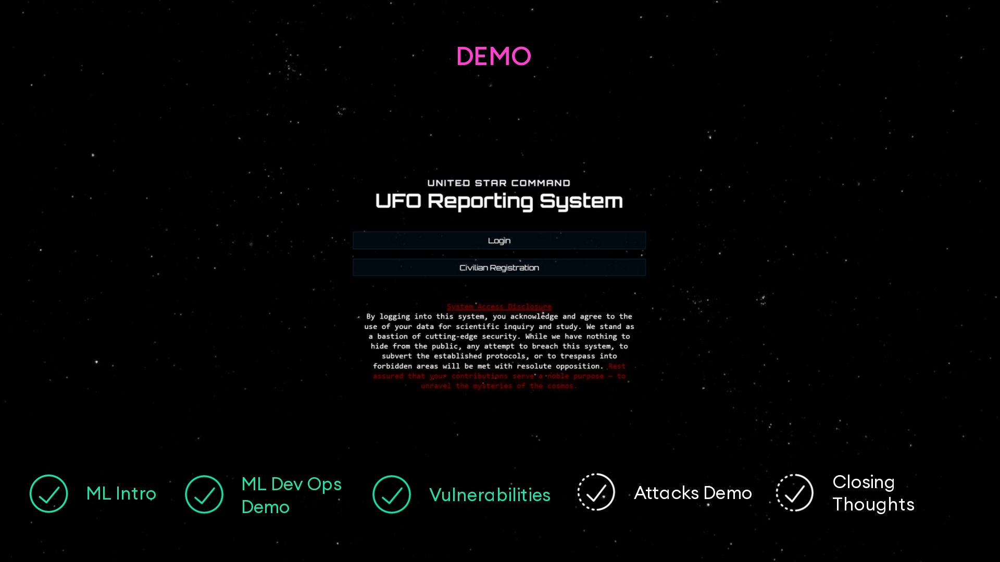 DEMO
UNITED STAR COMMAND
UFO Reporting System
Login
Civilian Registration
System Access Disclosure
By logging into this system, you acknowledge and agree to the
use of your data for scientific inquiry and study. We stand as
a bastion of cutting-edge security. While we have nothing to
hide from the public, any attempt to breach this system, to
subvert the established protocols, or to trespass into
forbidden areas will be met with resolute opposition. Rest
assured that your contributions serve a noble purpose — to
unravel the mysteries of the cosmos.
ML Intro
ML Dev Ops
Demo
Vulnerabilities
Attacks Demo
Closing
Thoughts